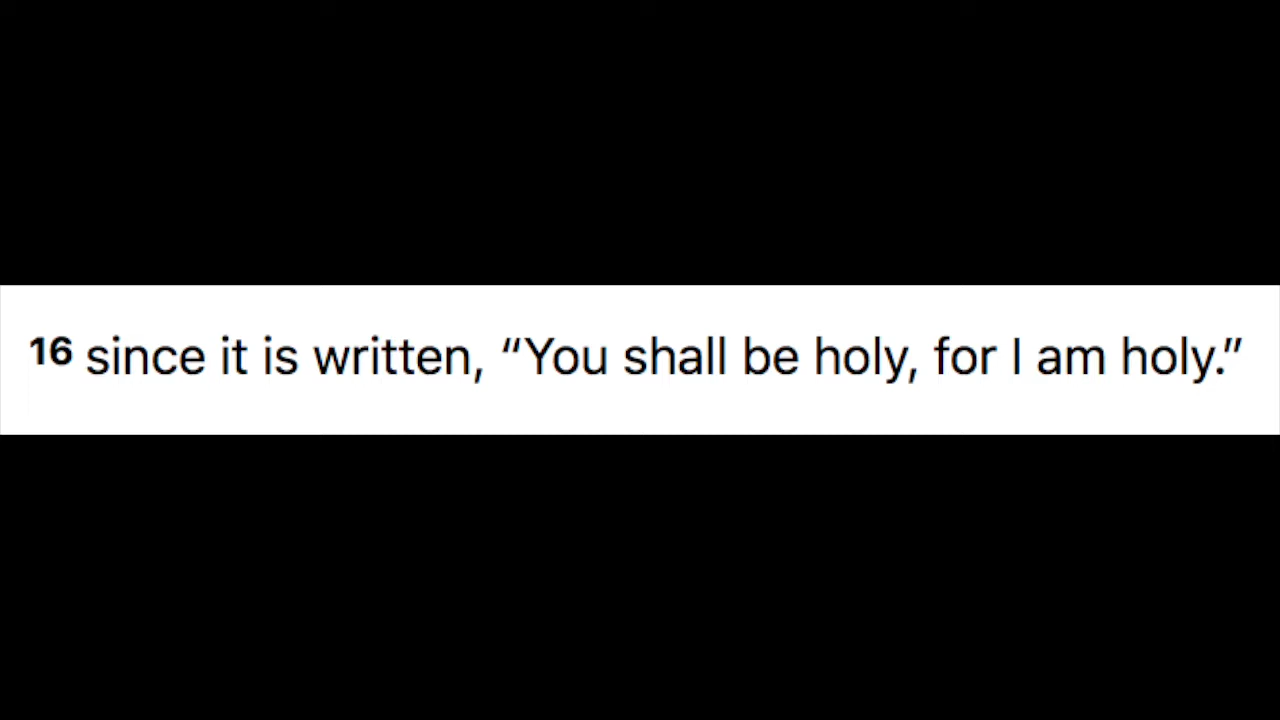 16 since it is written, “You shall be holy, for I am holy.”